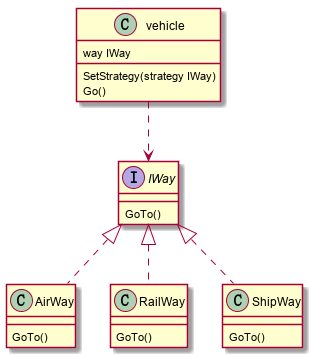 C vehicle
way IWay
SetStrategy(strategy IWay)
Go()
I IWay
GoTo()
C AirWay
C RailWay
C ShipWay
GoTo()
GoTo()
GoTo()